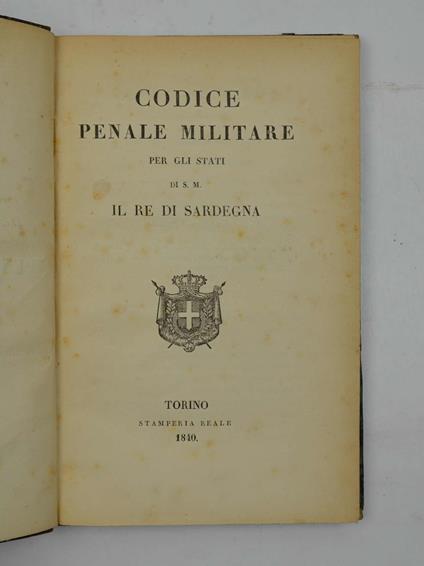 CODICE
PENALE MILITARE
PER GLI STATI
DI S. M.
IL RE DI SARDEGNA
TORINO
STAMPERIA REALE
1840.